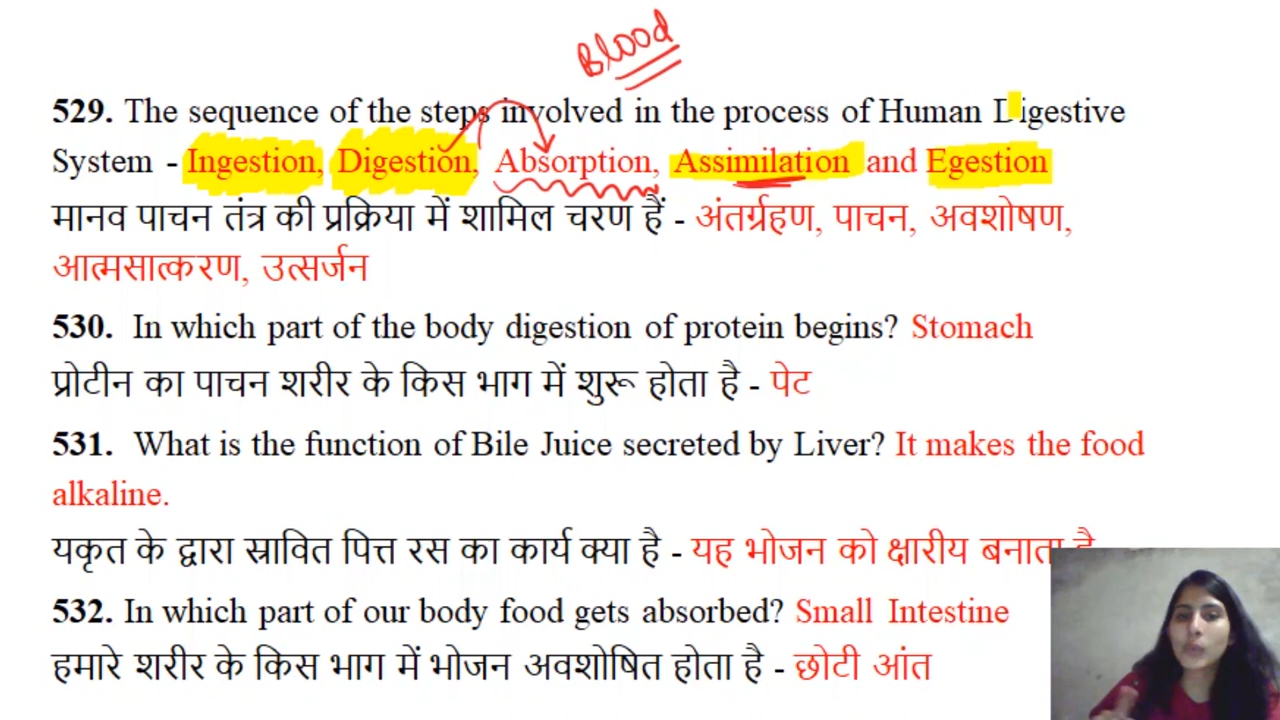 Blood
529. The sequence of the steps involved in the process of Human Digestive
System - Ingestion, Digestion, Absorption, Assimilation and Egestion
मानव पाचन तंत्र की प्रक्रिया में शामिल चरण हैं - अंतर्ग्रहण, पाचन, अवशोषण,
आत्मसात्करण, उत्सर्जन
530. In which part of the body digestion of protein begins? Stomach
प्रोटीन का पाचन शरीर के किस भाग में शुरू होता है - पेट
531. What is the function of Bile Juice secreted by Liver? It makes the food
alkaline.
यकृत के द्वारा स्रावित पित्त रस का कार्य क्या है - यह भोजन को क्षारीय बनाता है
532. In which part of our body food gets absorbed? Small Intestine
हमारे शरीर के किस भाग में भोजन अवशोषित होता है - छोटी आंत